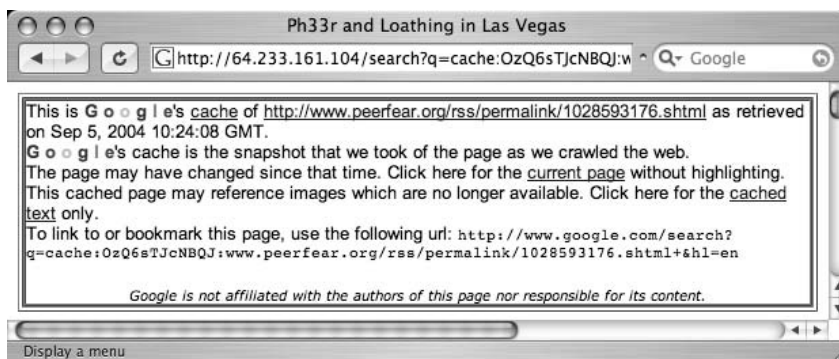 Ph33r and Loathing in Las Vegas
http://64.233.161.104/search?q=cache:OzQ6sTJcNBQJ:w
Google
This is G o o g l e's cache of http://www.peerfear.org/rss/permalink/1028593176.shtml as retrieved
on Sep 5, 2004 10:24:08 GMT.
G o o g l e's cache is the snapshot that we took of the page as we crawled the web.
The page may have changed since that time. Click here for the current page without highlighting.
This cached page may reference images which are no longer available. Click here for the cached
text only.
To link to or bookmark this page, use the following url: http://www.google.com/search?
q=cache:OzQ6sTJcNBQJ:www.peerfear.org/rss/permalink/1028593176.shtml+&hl=en
Google is not affiliated with the authors of this page nor responsible for its content.
Display a menu